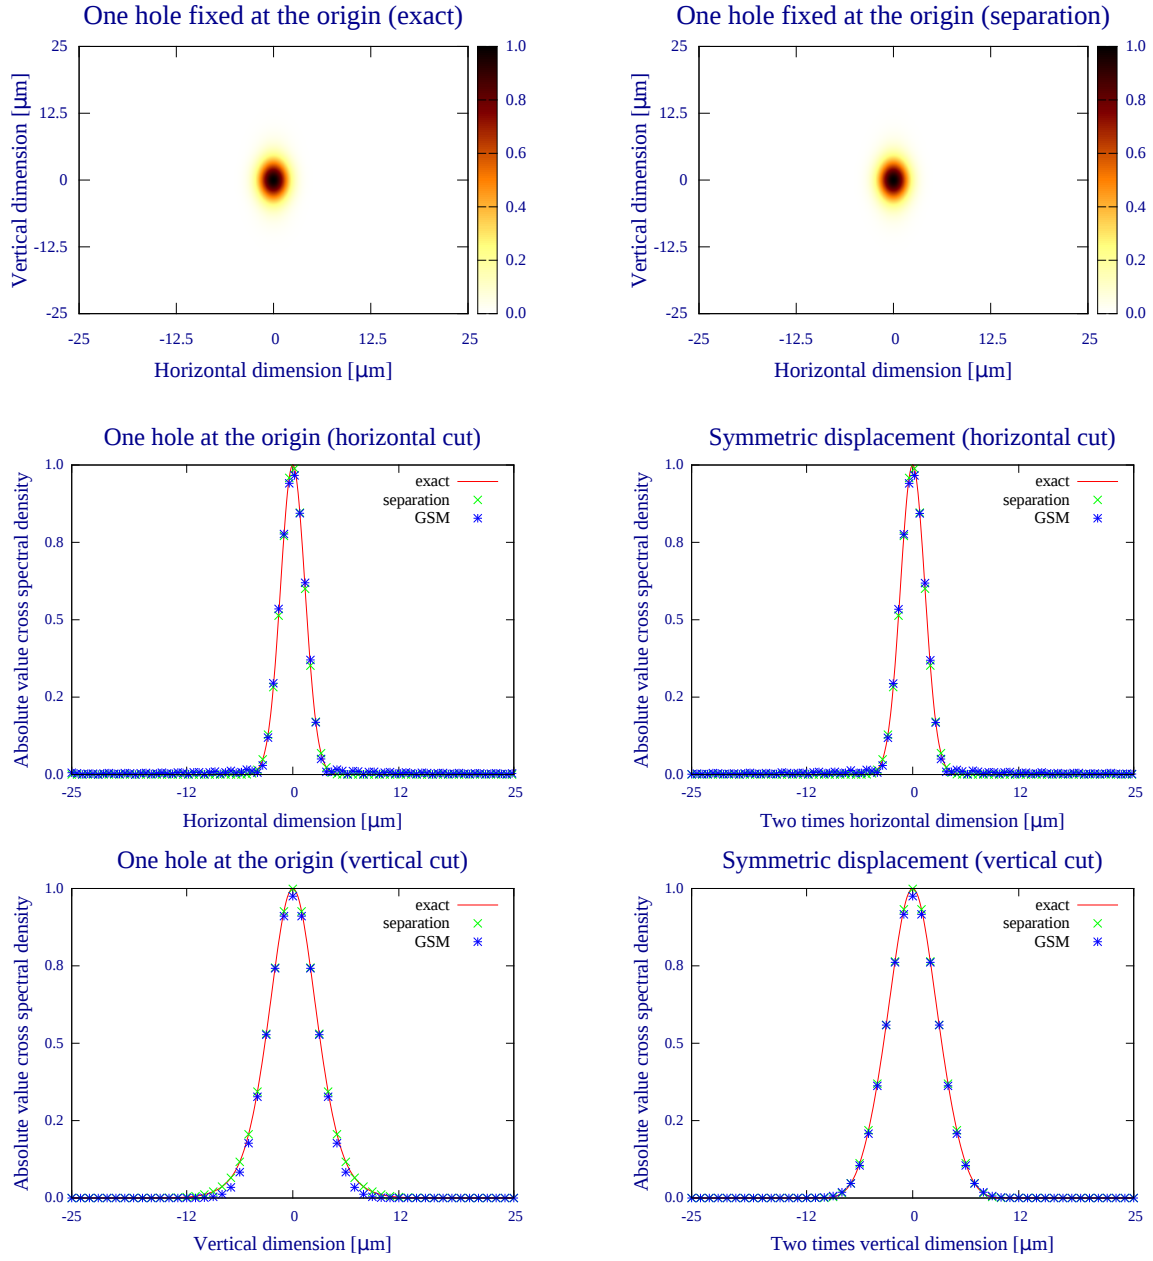 One hole fixed at the origin (exact)
25
12.5
0
-12.5
-25
-25
-12.5
0
12.5
25
Vertical dimension [µm]
Horizontal dimension [µm]
1.0
0.8
0.6
0.4
0.2
0.0
One hole fixed at the origin (separation)
25
12.5
0
-12.5
-25
-25
-12.5
0
12.5
25
Vertical dimension [µm]
Horizontal dimension [µm]
1.0
0.8
0.6
0.4
0.2
0.0
One hole at the origin (horizontal cut)
Absolute value cross spectral density
1.0
0.8
0.5
0.2
0.0
exact
separation
GSM
-25
-12
0
12
25
Horizontal dimension [µm]
Symmetric displacement (horizontal cut)
Absolute value cross spectral density
1.0
0.8
0.5
0.2
0.0
exact
separation
GSM
-25
-12
0
12
25
Two times horizontal dimension [µm]
One hole at the origin (vertical cut)
Absolute value cross spectral density
1.0
0.8
0.5
0.2
0.0
exact
separation
GSM
-25
-12
0
12
25
Vertical dimension [µm]
Symmetric displacement (vertical cut)
Absolute value cross spectral density
1.0
0.8
0.5
0.2
0.0
exact
separation
GSM
-25
-12
0
12
25
Two times vertical dimension [µm]